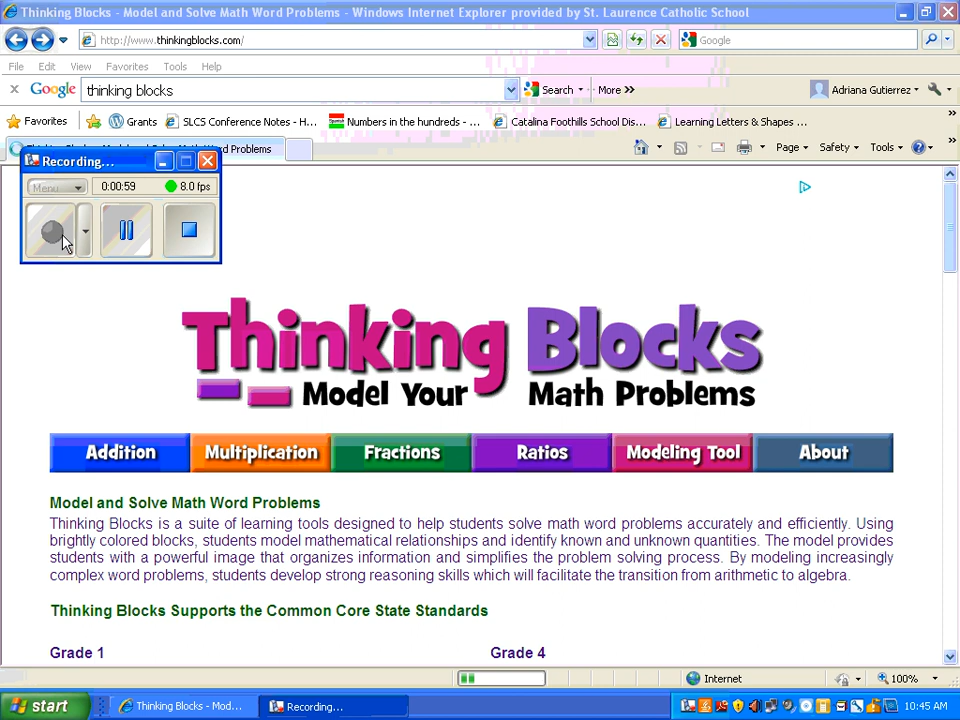 Thinking Blocks - Model and Solve Math Word Problems - Windows Internet Explorer provided by St. Laurence Catholic School
http://www.thinkingblocks.com/
Google
File Edit View Favorites Tools Help
Google thinking blocks Search More >> Adriana Gutierrez
Favorites Grants SLCS Conference Notes - H... Numbers in the hundreds - ... Catalina Foothills School Dis... Learning Letters & Shapes ...
Problems Page Safety Tools
Recording...
Menu 0:00:59 8.0 fps
Thinking Blocks
Model Your Math Problems
Addition Multiplication Fractions Ratios Modeling Tool About
Model and Solve Math Word Problems
Thinking Blocks is a suite of learning tools designed to help students solve math word problems accurately and efficiently. Using
brightly colored blocks, students model mathematical relationships and identify known and unknown quantities. The model provides
students with a powerful image that organizes information and simplifies the problem solving process. By modeling increasingly
complex word problems, students develop strong reasoning skills which will facilitate the transition from arithmetic to algebra.
Thinking Blocks Supports the Common Core State Standards
Grade 1 Grade 4
Internet 100%
start Thinking Blocks - Mod... Recording... 10:45 AM